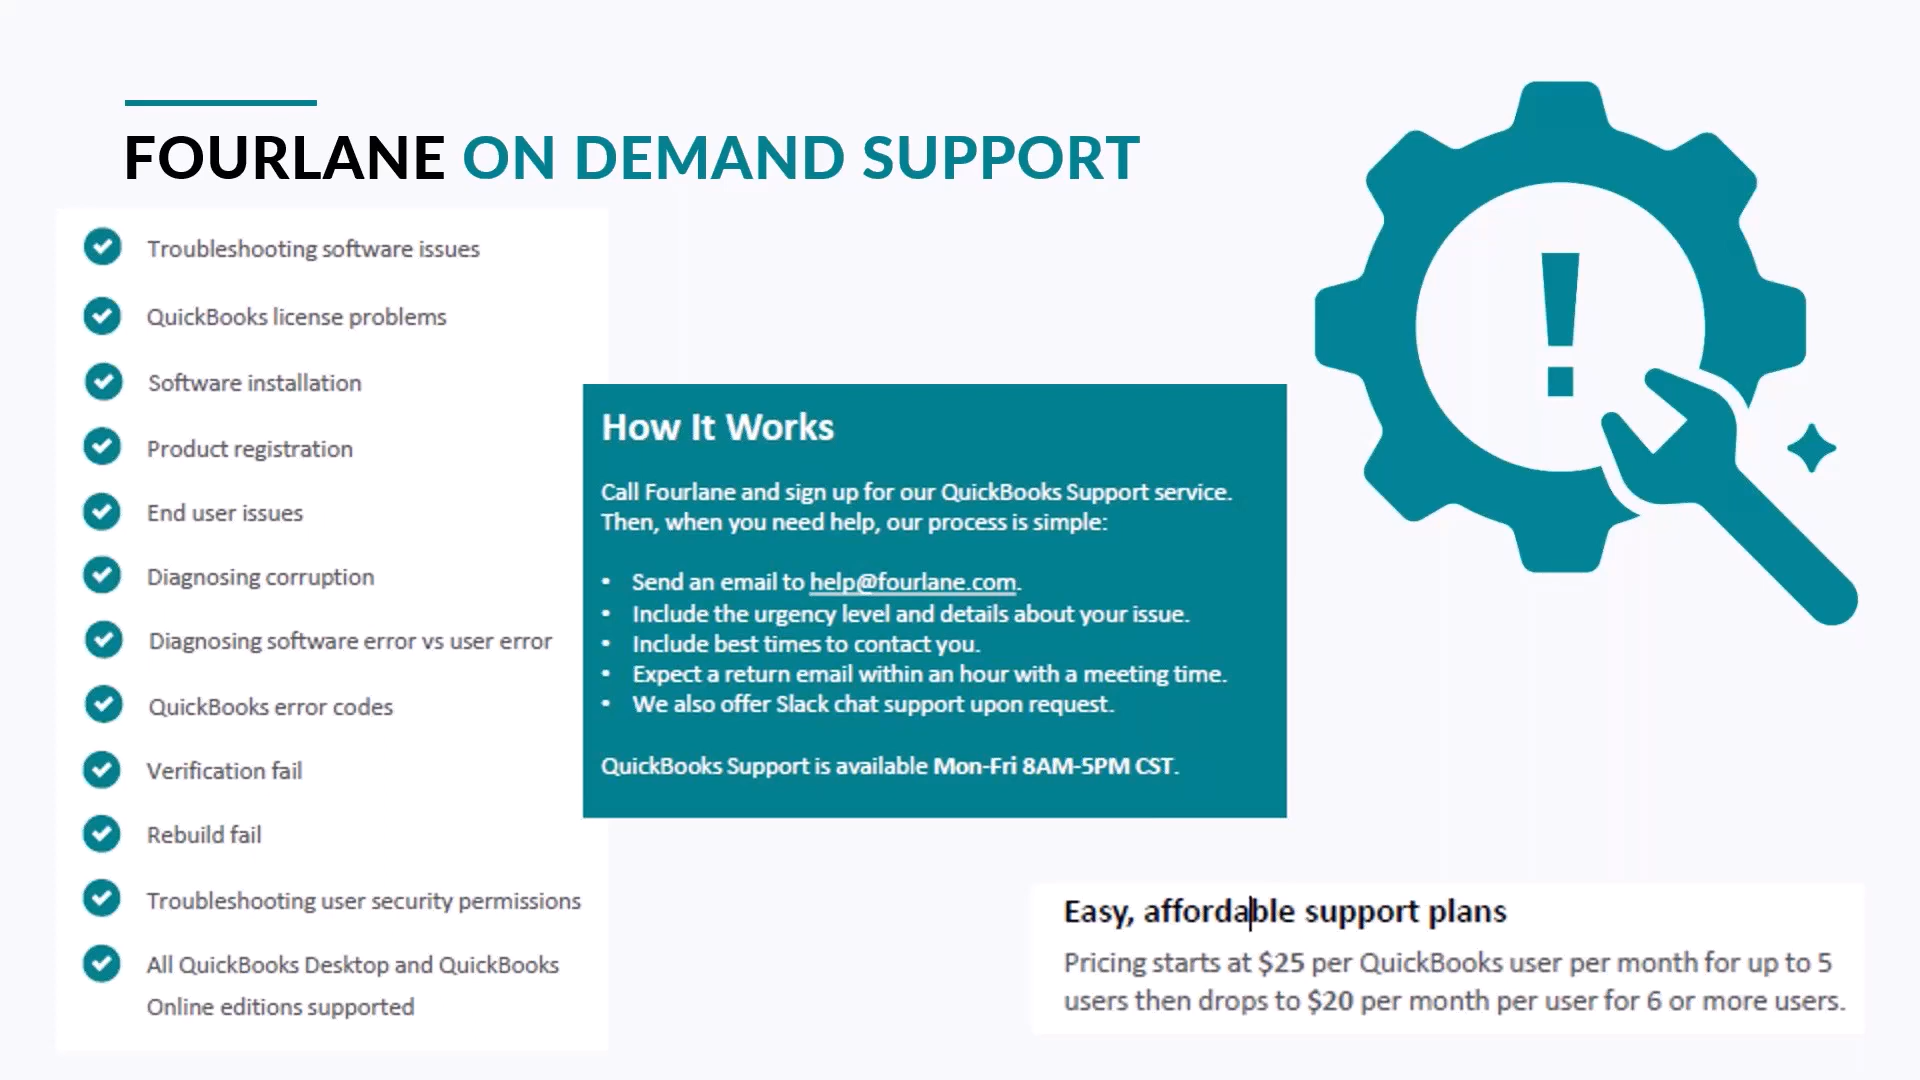 FOURLANE ON DEMAND SUPPORT
Troubleshooting software issues
QuickBooks license problems
Software installation
Product registration
End user issues
Diagnosing corruption
Diagnosing software error vs user error
QuickBooks error codes
Verification fail
Rebuild fail
Troubleshooting user security permissions
All QuickBooks Desktop and QuickBooks
Online editions supported
How It Works
Call Fourlane and sign up for our QuickBooks Support service.
Then, when you need help, our process is simple:
• Send an email to help@fourlane.com.
• Include the urgency level and details about your issue.
• Include best times to contact you.
• Expect a return email within an hour with a meeting time.
• We also offer Slack chat support upon request.
QuickBooks Support is available Mon-Fri 8AM-5PM CST.
!
Easy, affordable support plans
Pricing starts at $25 per QuickBooks user per month for up to 5
users then drops to $20 per month per user for 6 or more users.